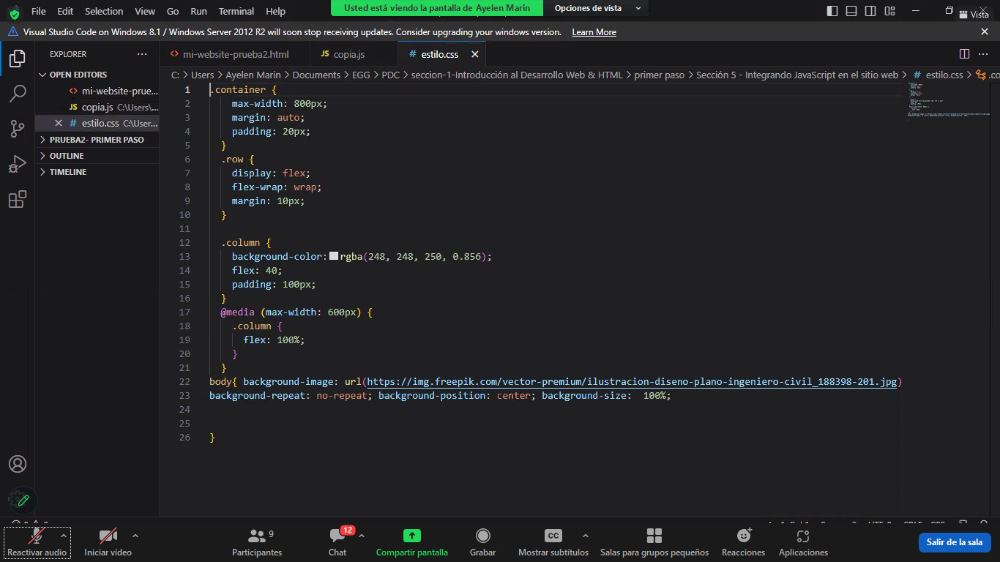 File Edit Selection View Go Run Terminal Help
Usted está viendo la pantalla de Ayelen Marin Opciones de vista
Vista
Visual Studio Code on Windows 8.1 / Windows Server 2012 R2 will soon stop receiving updates. Consider upgrading your windows version. Learn More
EXPLORER
OPEN EDITORS
mi-website-prue...
JS copia.js C:\Users\...
# estilo.css C:\User...
PRUEBA2- PRIMER PASO
OUTLINE
TIMELINE
<> mi-website-prueba2.html JS copia.js # estilo.css
C: > Users > Ayelen Marin > Documents > EGG > PDC > seccion-1-Introducción al Desarrollo Web & HTML > primer paso > Sección 5 - Integrando JavaScript en el sitio web > # estilo.css > .co
1 .container {
2 max-width: 800px;
3 margin: auto;
4 padding: 20px;
5 }
6 .row {
7 display: flex;
8 flex-wrap: wrap;
9 margin: 10px;
10 }
11
12 .column {
13 background-color: rgba(248, 248, 250, 0.856);
14 flex: 40;
15 padding: 100px;
16 }
17 @media (max-width: 600px) {
18 .column {
19 flex: 100%;
20 }
21 }
22 body{ background-image: url(https://img.freepik.com/vector-premium/ilustracion-diseno-plano-ingeniero-civil_188398-201.jpg)
23 background-repeat: no-repeat; background-position: center; background-size:  100%;
24
25
26 }
Reactivar audio
Iniciar vídeo
9
Participantes
12
Chat
Compartir pantalla
Grabar
CC
Mostrar subtítulos
Salas para grupos pequeños
Reacciones
Aplicaciones
Salir de la sala